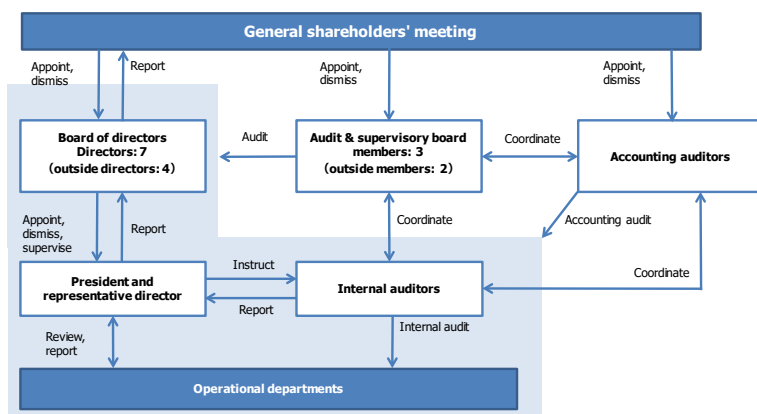 General shareholders' meeting
Appoint,
dismiss
Report
Appoint,
dismiss
Appoint,
dismiss
Board of directors
Directors: 7
(outside directors: 4)
Audit
Audit & supervisory board
members: 3
(outside members: 2)
Coordinate
Accounting auditors
Appoint,
dismiss,
supervise
Report
Coordinate
Accounting audit
President and
representative director
Instruct
Report
Internal auditors
Coordinate
Review,
report
Internal audit
Operational departments